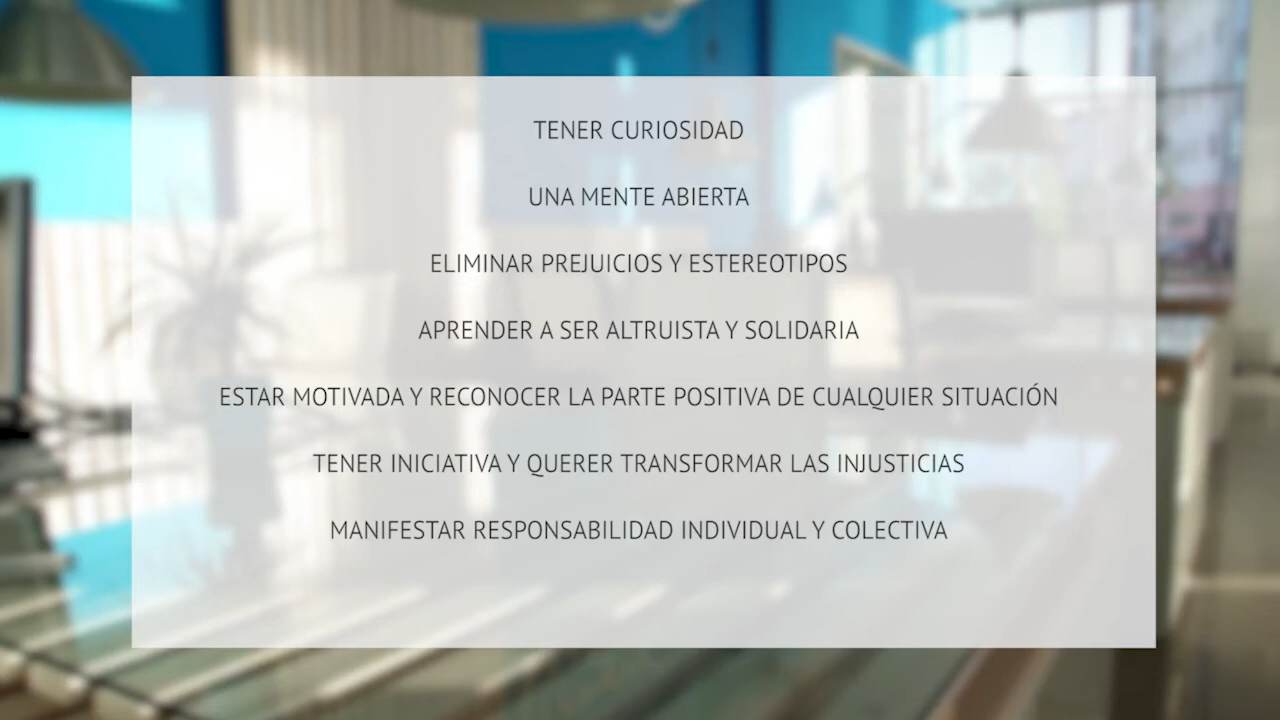 TENER CURIOSIDAD
UNA MENTE ABIERTA
ELIMINAR PREJUICIOS Y ESTEREOTIPOS
APRENDER A SER ALTRUISTA Y SOLIDARIA
ESTAR MOTIVADA Y RECONOCER LA PARTE POSITIVA DE CUALQUIER SITUACIÓN
TENER INICIATIVA Y QUERER TRANSFORMAR LAS INJUSTICIAS
MANIFESTAR RESPONSABILIDAD INDIVIDUAL Y COLECTIVA